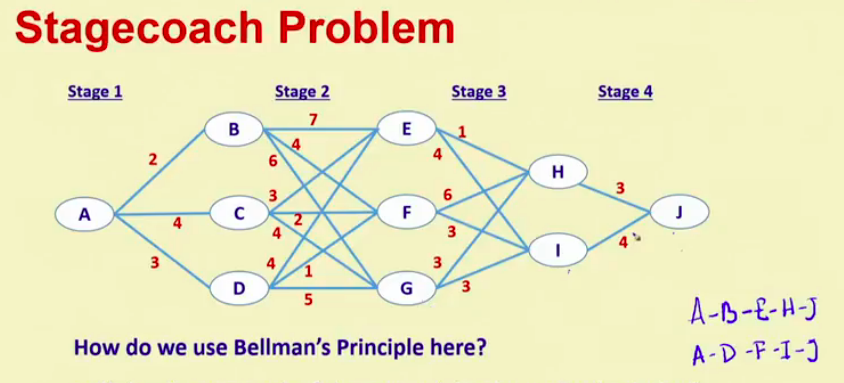 Stagecoach Problem
Stage 1 Stage 2 Stage 3 Stage 4
7
B E
4 1
2 6 4
H
3 6 3
A 4 C 2 F J
4 3 4
I
3 4 1 3
D G 3
5
A-B-E-H-J
How do we use Bellman's Principle here?
A-D-F-I-J